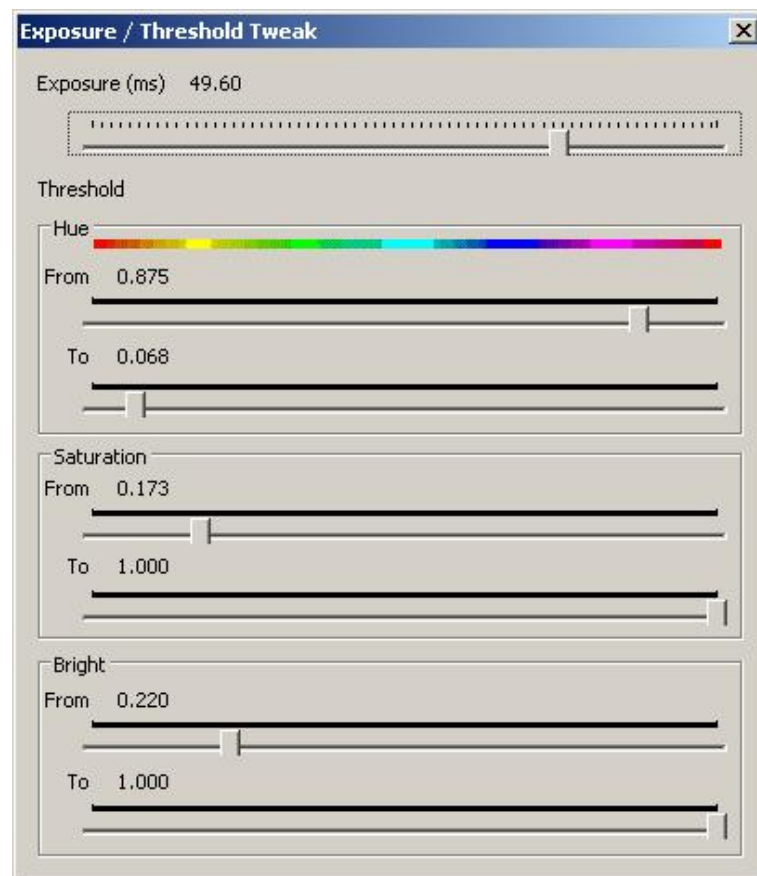 Exposure / Threshold Tweak
Exposure (ms) 49.60
Threshold
Hue
From 0.875
To 0.068
Saturation
From 0.173
To 1.000
Bright
From 0.220
To 1.000